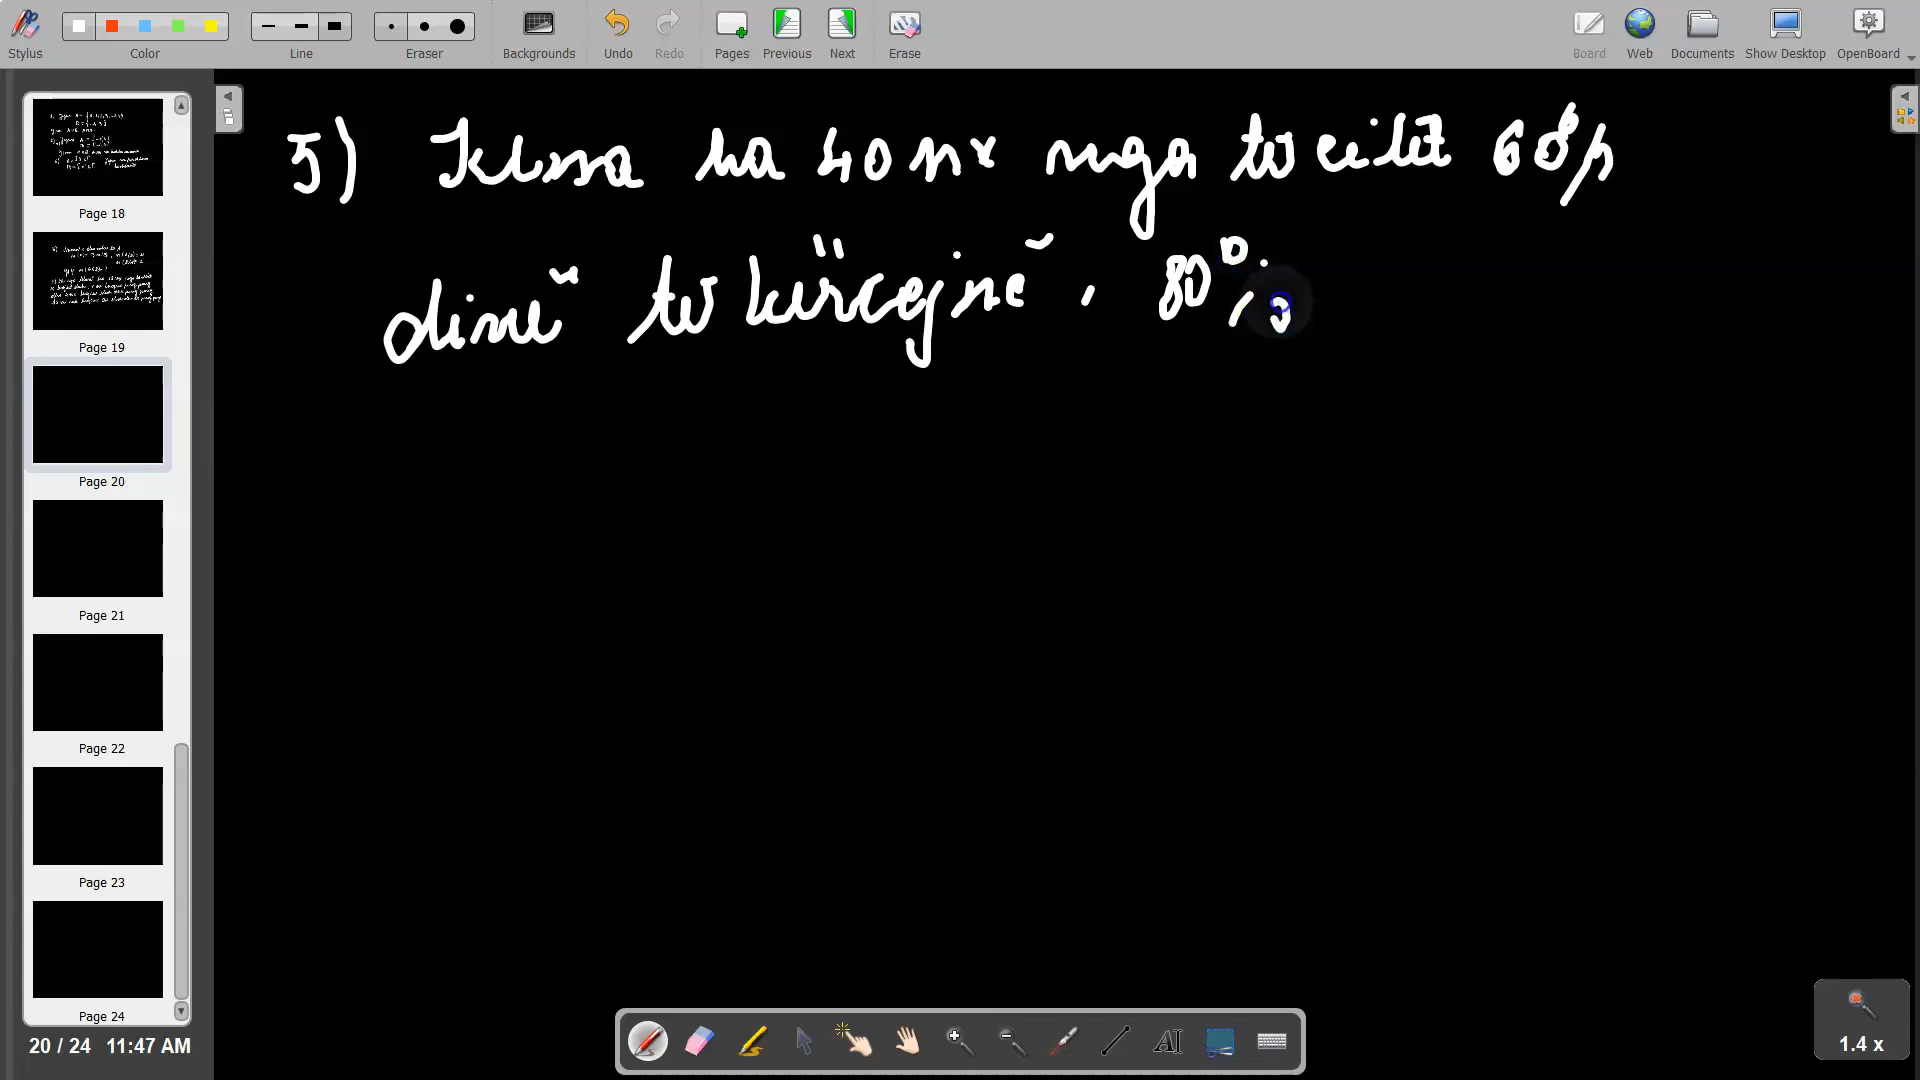 Stylus
Color
Line
Eraser
Backgrounds
Undo
Redo
Pages
Previous
Next
Erase
Board
Web
Documents
Show Desktop
OpenBoard
Page 18
Page 19
Page 20
Page 21
Page 22
Page 23
Page 24
20 / 24 11:47 AM
5) Klasa ka 40 nx nga të cilët 60%
dinë të kërcejnë, 80%
1.4 x